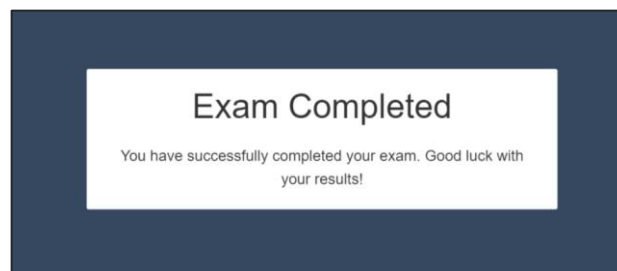 Exam Completed
You have successfully completed your exam. Good luck with
your results!